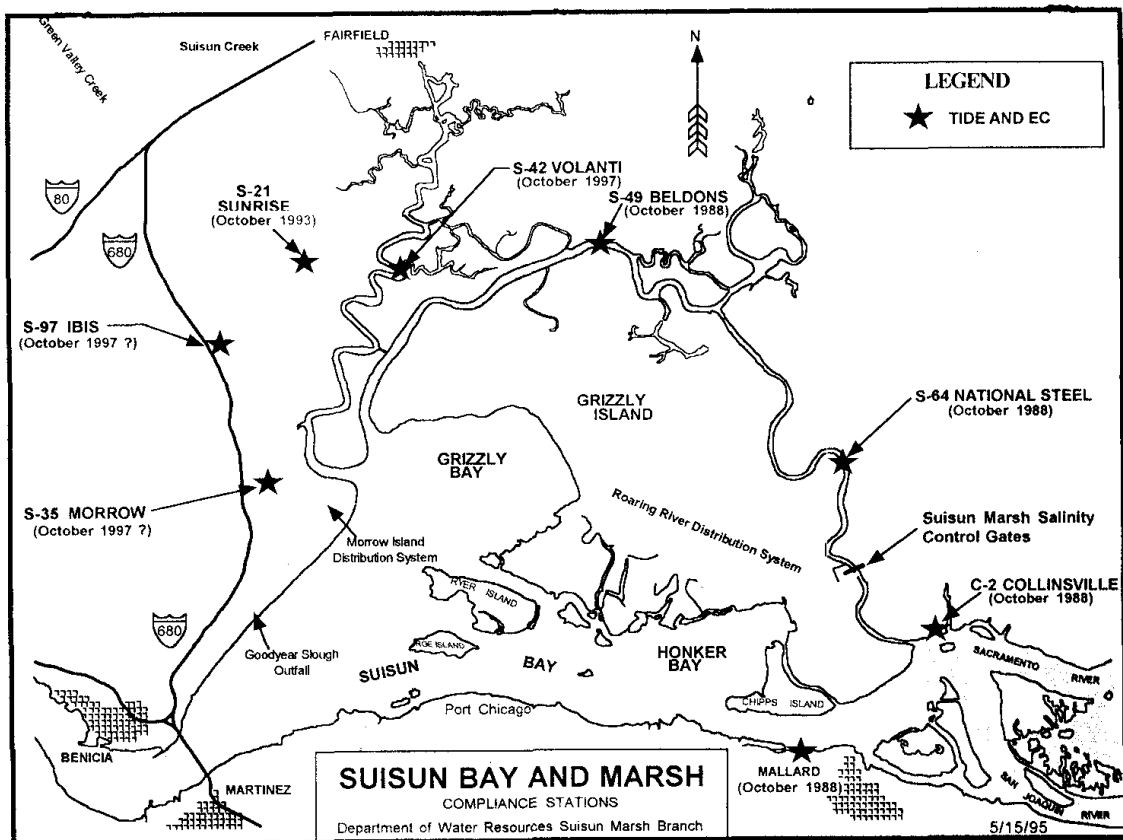 Green Valley Creek
Suisun Creek
FAIRFIELD
N
LEGEND
TIDE AND EC
80
680
S-21
SUNRISE
(October 1993)
S-42 VOLANTI
(October 1997)
S-49 BELDONS
(October 1988)
S-97 IBIS
(October 1997 ?)
GRIZZLY
ISLAND
S-64 NATIONAL STEEL
(October 1988)
GRIZZLY
BAY
S-35 MORROW
(October 1997 ?)
Roaring River Distribution System
Suisun Marsh Salinity
Control Gates
Morrow Island
Distribution System
RYER ISLAND
C-2 COLLINSVILLE
(October 1988)
680
Goodyear Slough
Outfall
RGE ISLAND
SUISUN
BAY
HONKER
BAY
SACRAMENTO
RIVER
CHIPPS ISLAND
Port Chicago
BENICIA
MARTINEZ
MALLARD
(October 1988)
SAN
JOAQUIN
RIVER
SUISUN BAY AND MARSH
COMPLIANCE STATIONS
Department of Water Resources Suisun Marsh Branch
5/15/95